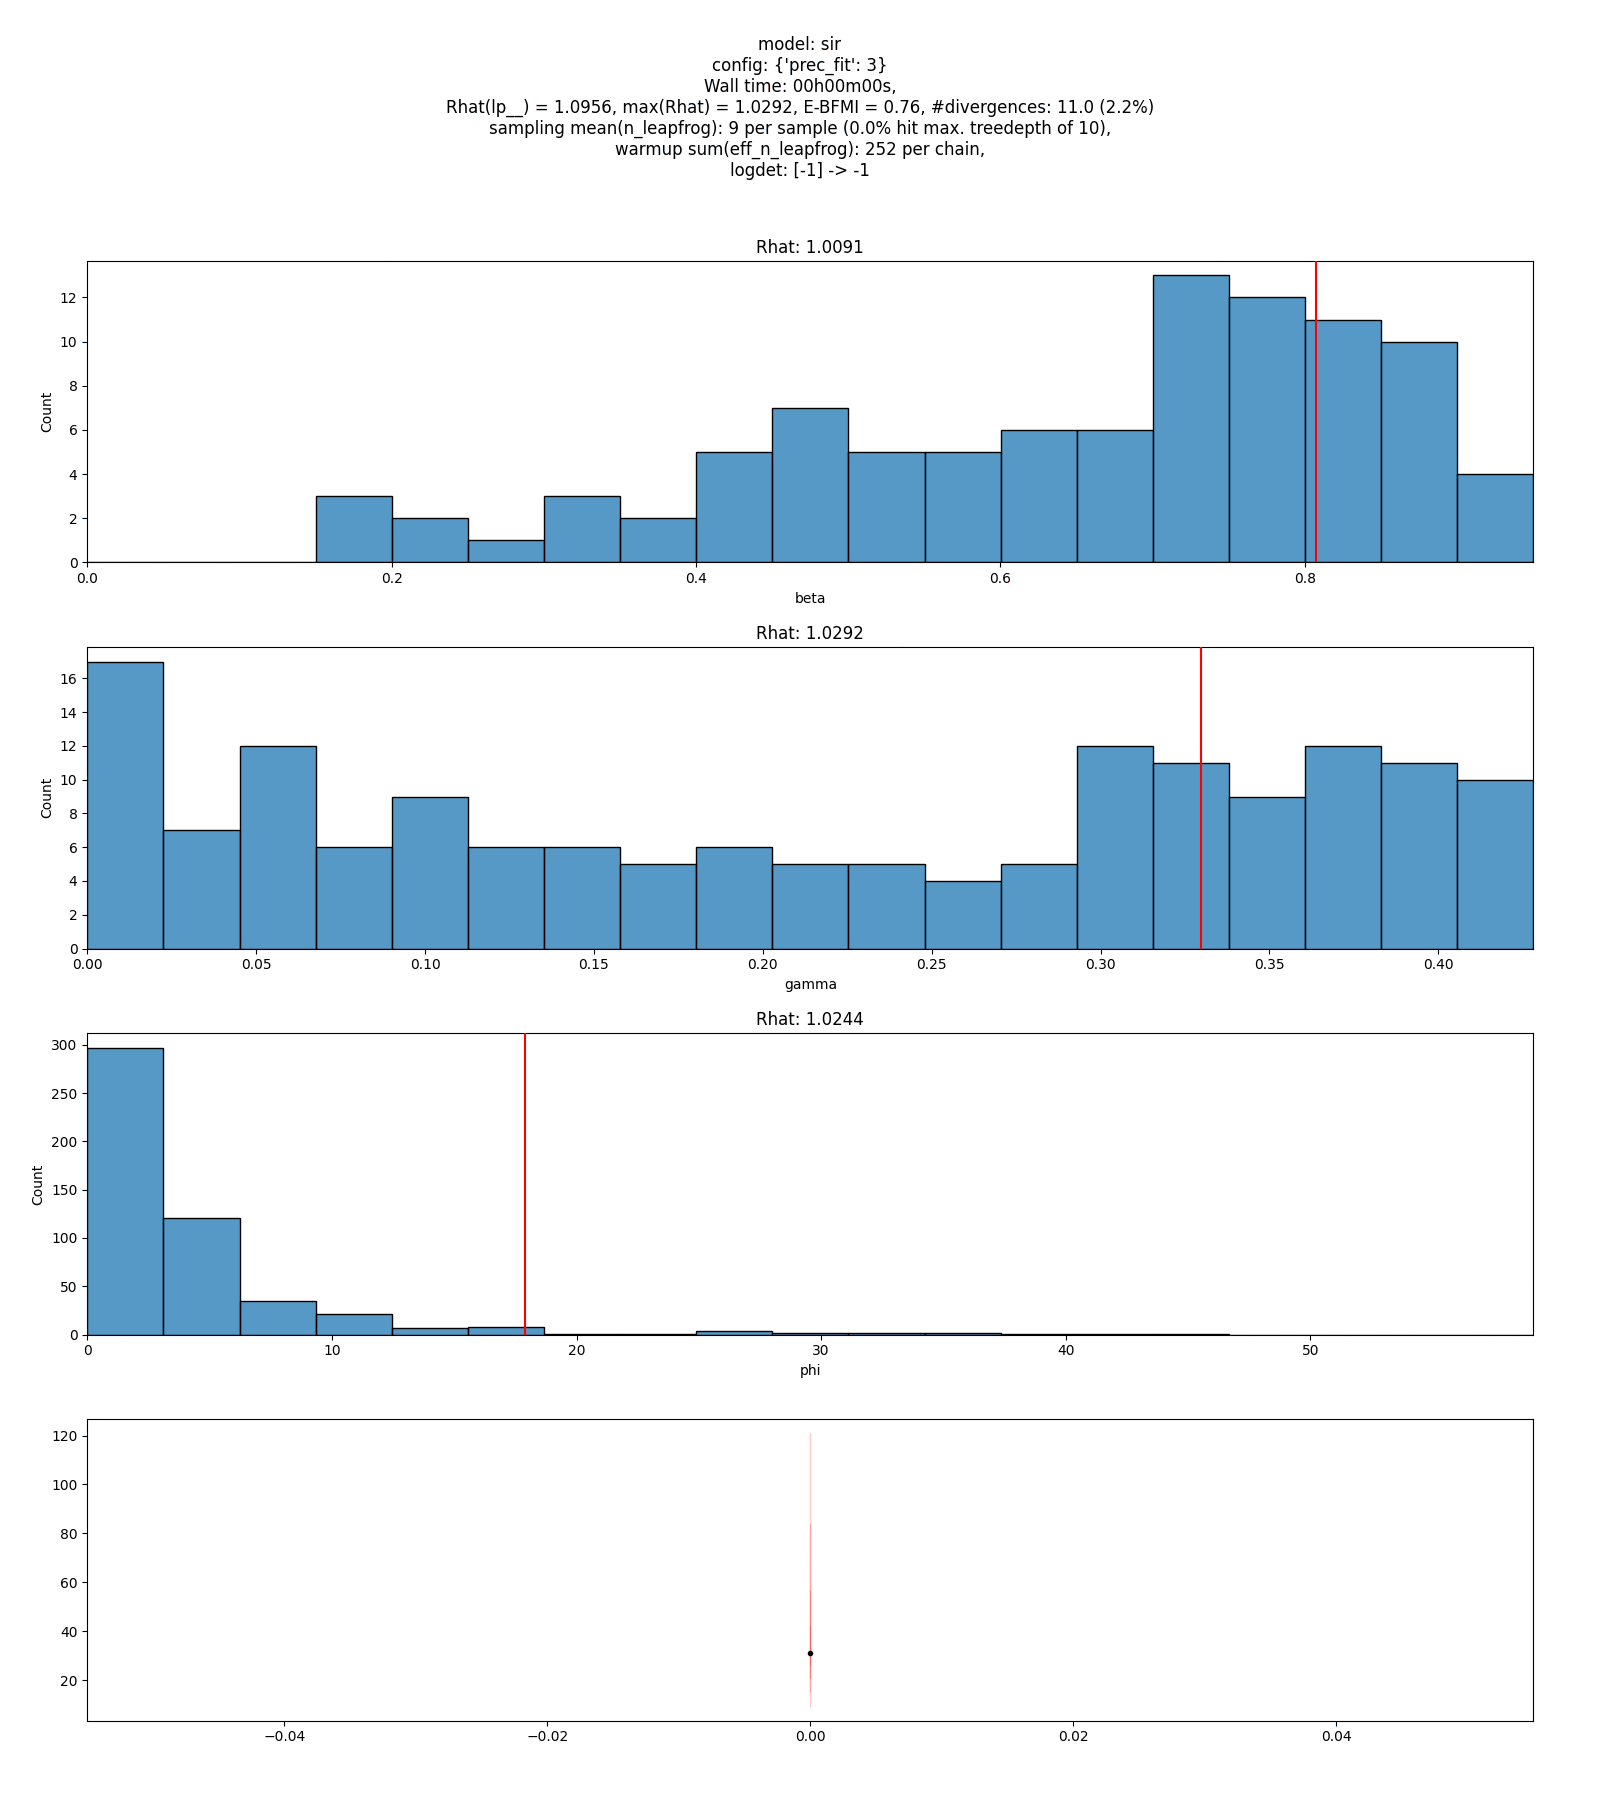 model: sir
config: {'prec_fit': 3}
Wall time: 00h00m00s,
Rhat(lp__) = 1.0956, max(Rhat) = 1.0292, E-BFMI = 0.76, #divergences: 11.0 (2.2%)
sampling mean(n_leapfrog): 9 per sample (0.0% hit max. treedepth of 10),
warmup sum(eff_n_leapfrog): 252 per chain,
logdet: [-1] -> -1
Rhat: 1.0091
12
10
8
6
4
2
0
Count
0.0 0.2 0.4 0.6 0.8
beta
Rhat: 1.0292
16
14
12
10
8
6
4
2
0
Count
0.00 0.05 0.10 0.15 0.20 0.25 0.30 0.35 0.40
gamma
Rhat: 1.0244
300
250
200
150
100
50
0
Count
0 10 20 30 40 50
phi
120
100
80
60
40
20
−0.04 −0.02 0.00 0.02 0.04